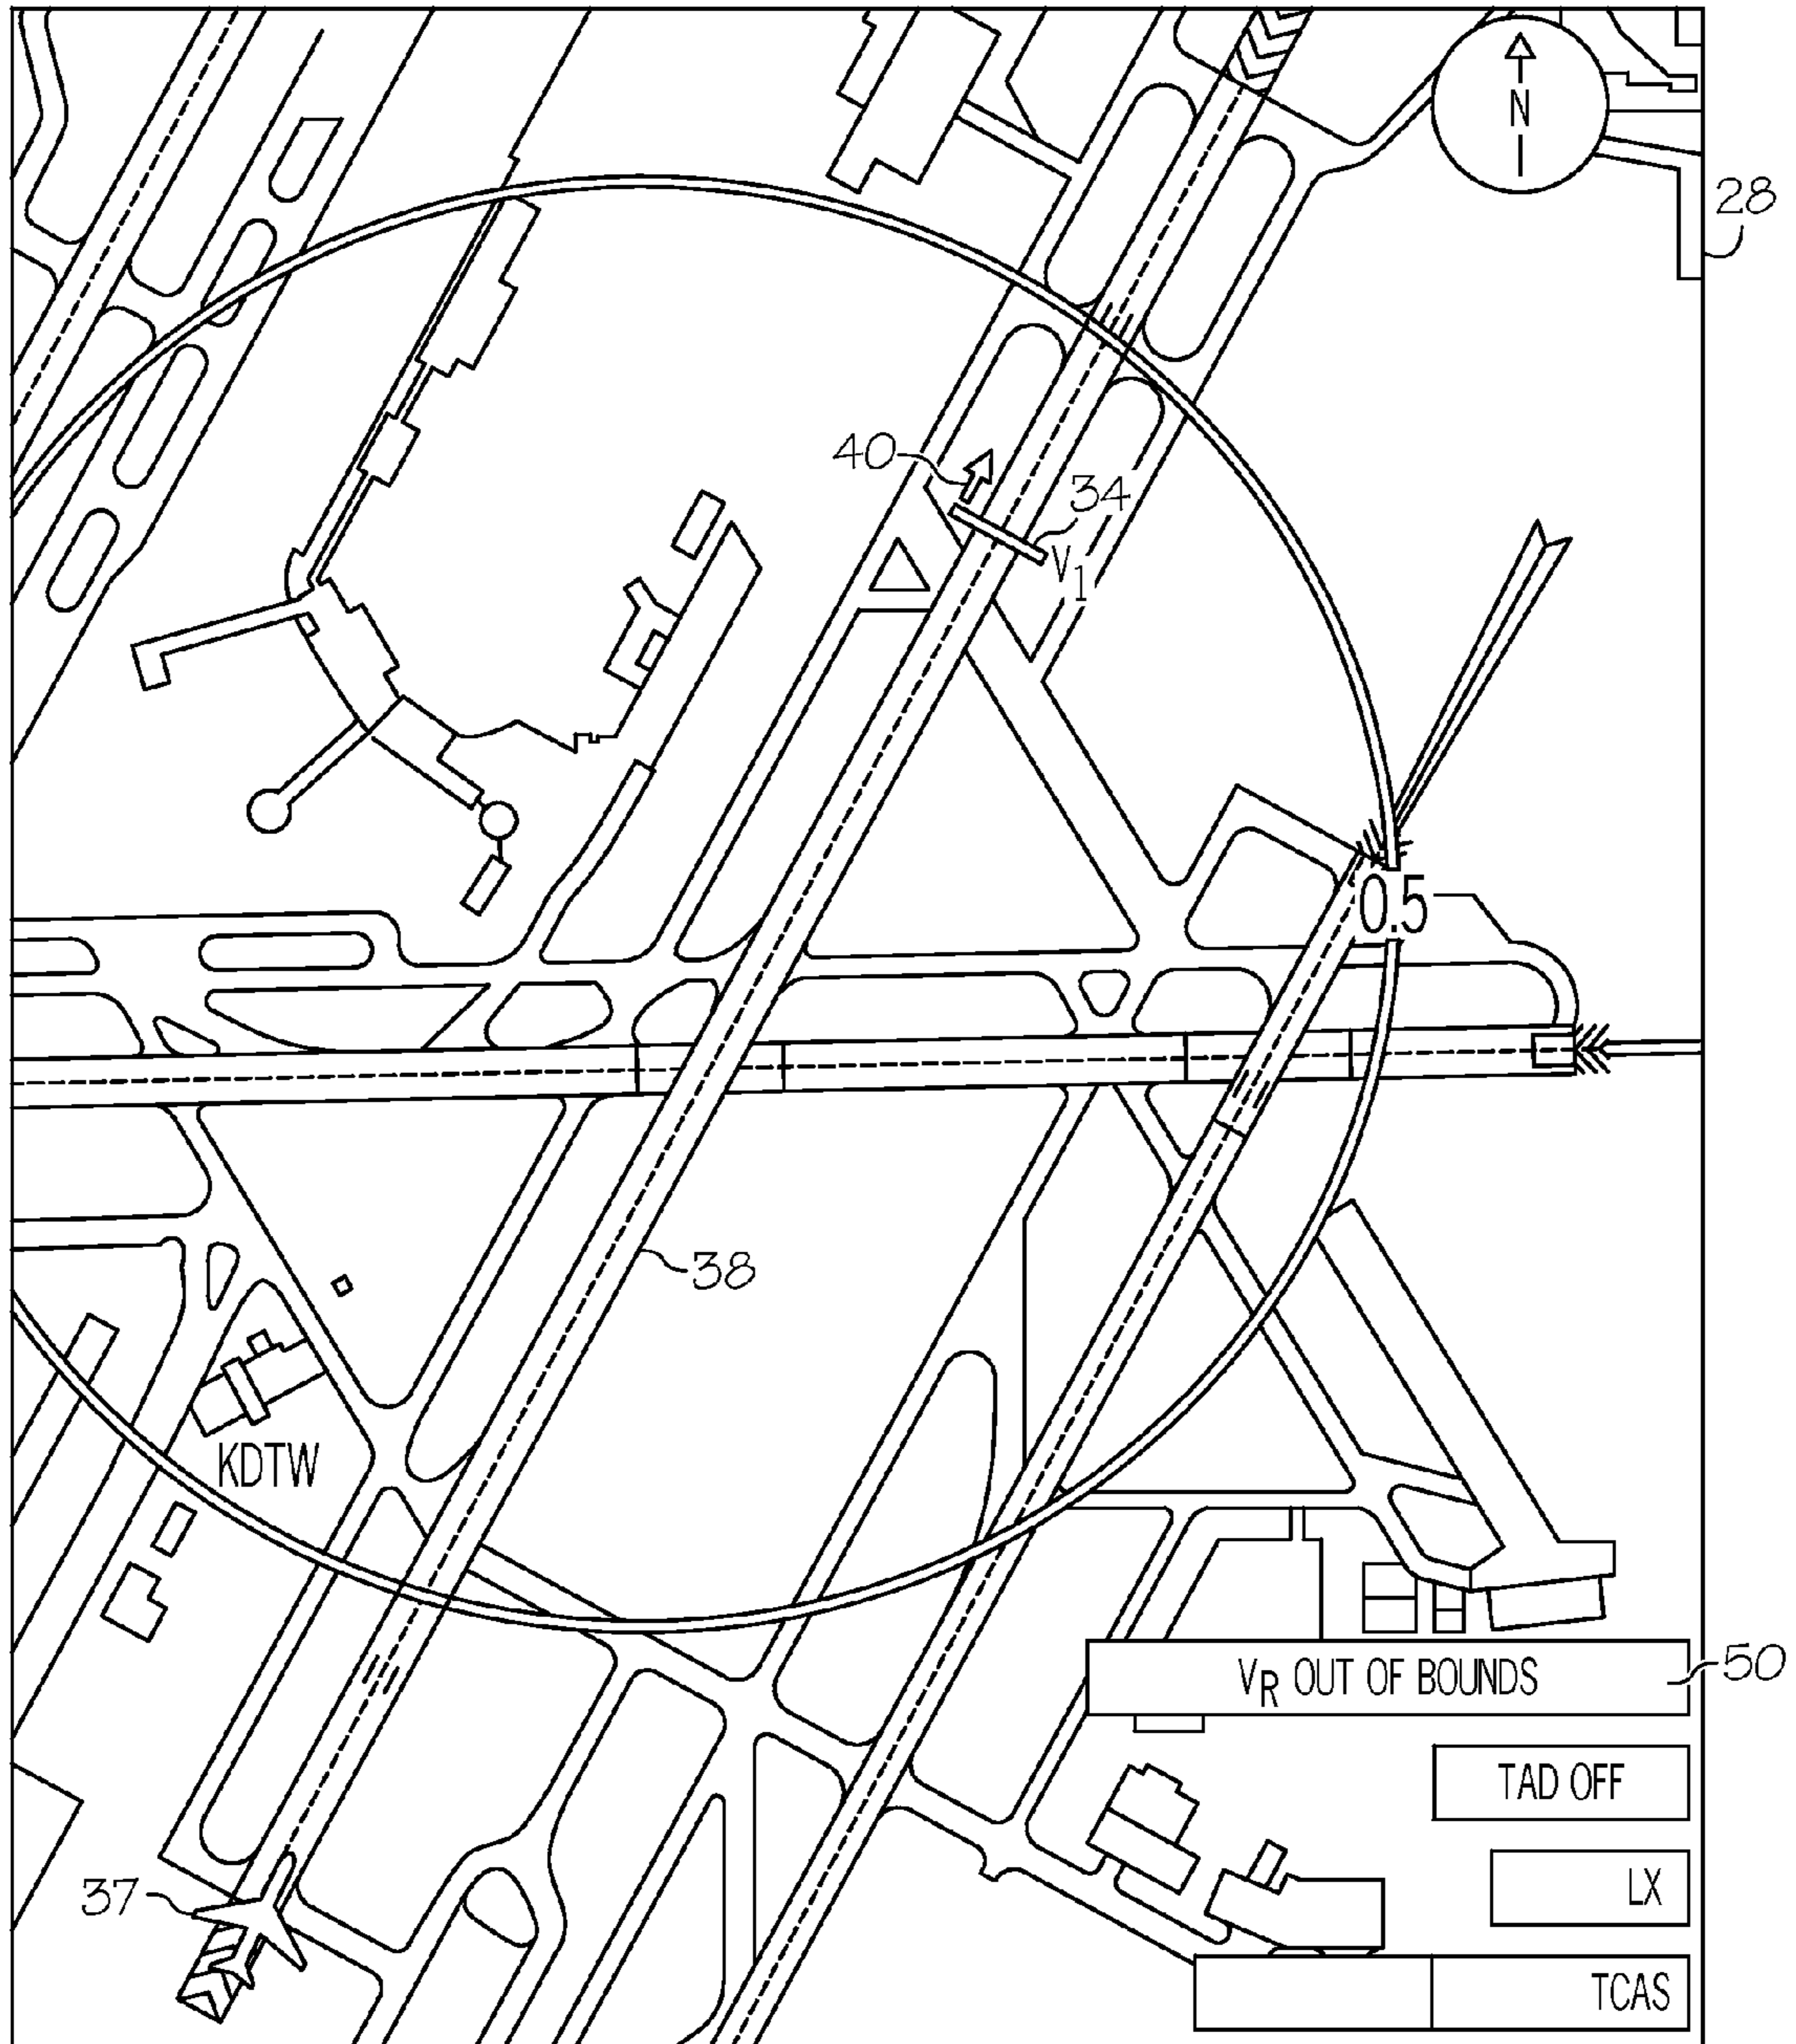 N
28
40
34
V1
0.5
38
KDTW
VR OUT OF BOUNDS
50
TAD OFF
37
LX
TCAS